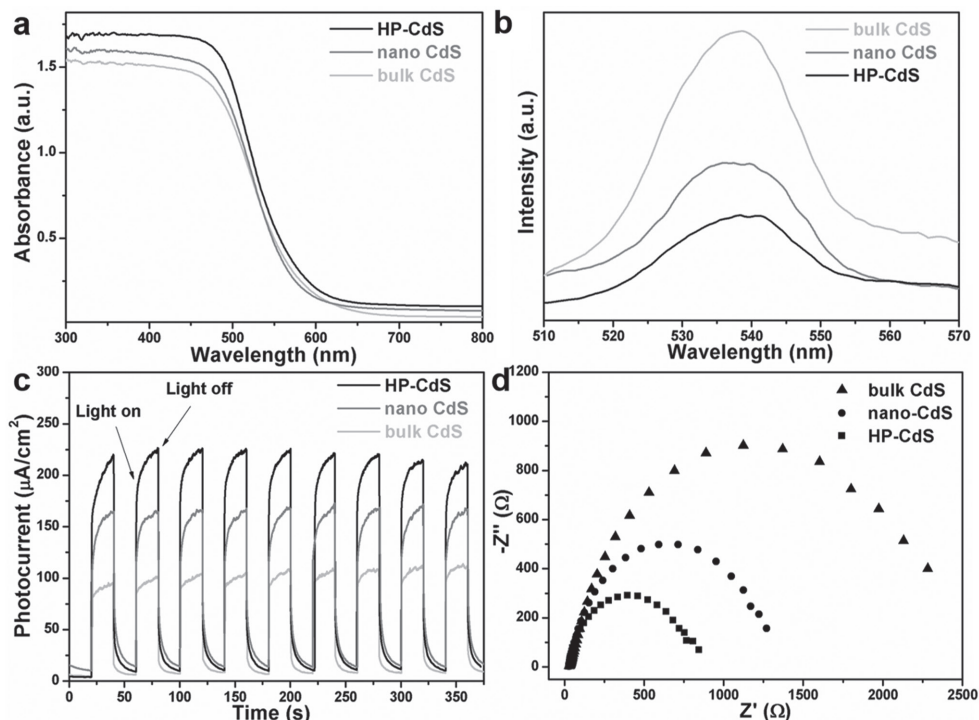 a
HP-CdS
nano CdS
bulk CdS
Absorbance (a.u.)
1.5
1.0
0.5
300 400 500 600 700 800
Wavelength (nm)
b
bulk CdS
nano CdS
HP-CdS
Intensity (a.u.)
510 520 530 540 550 560 570
Wavelength (nm)
c
HP-CdS
nano CdS
bulk CdS
Light off
Light on
Photocurrent (μA/cm²)
300
250
225
200
150
100
50
25
0
0 50 100 150 200 250 300 350
Time (s)
d
bulk CdS
nano-CdS
HP-CdS
-Z'' (Ω)
1200
1000
800
600
400
200
0
0 500 1000 1500 2000 2500
Z' (Ω)